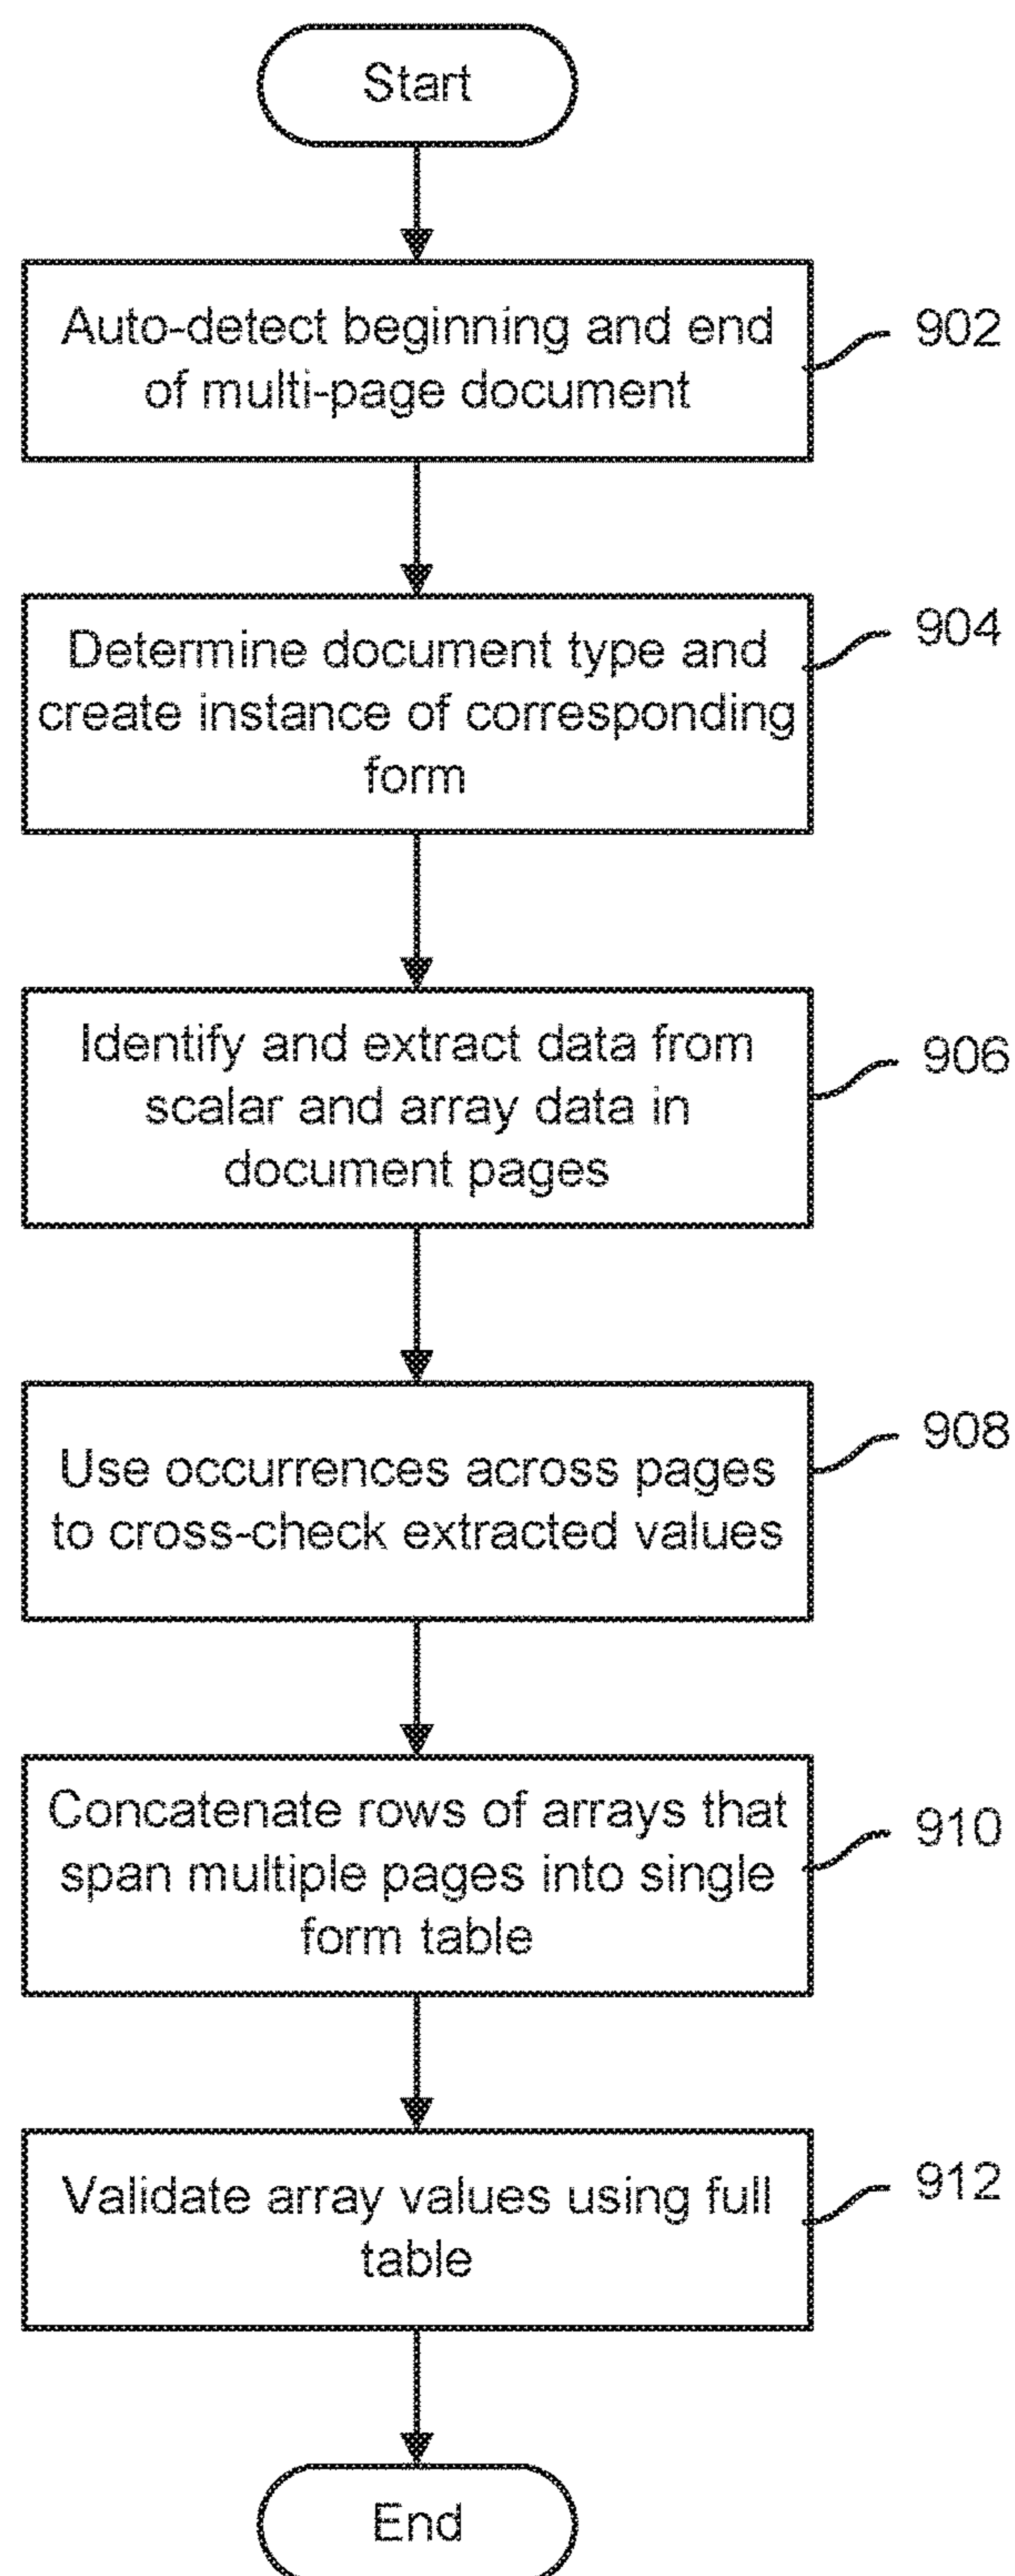 Start
Auto-detect beginning and end
of multi-page document
902
Determine document type and
create instance of corresponding
form
904
Identify and extract data from
scalar and array data in
document pages
906
Use occurrences across pages
to cross-check extracted values
908
Concatenate rows of arrays that
span multiple pages into single
form table
910
Validate array values using full
table
912
End